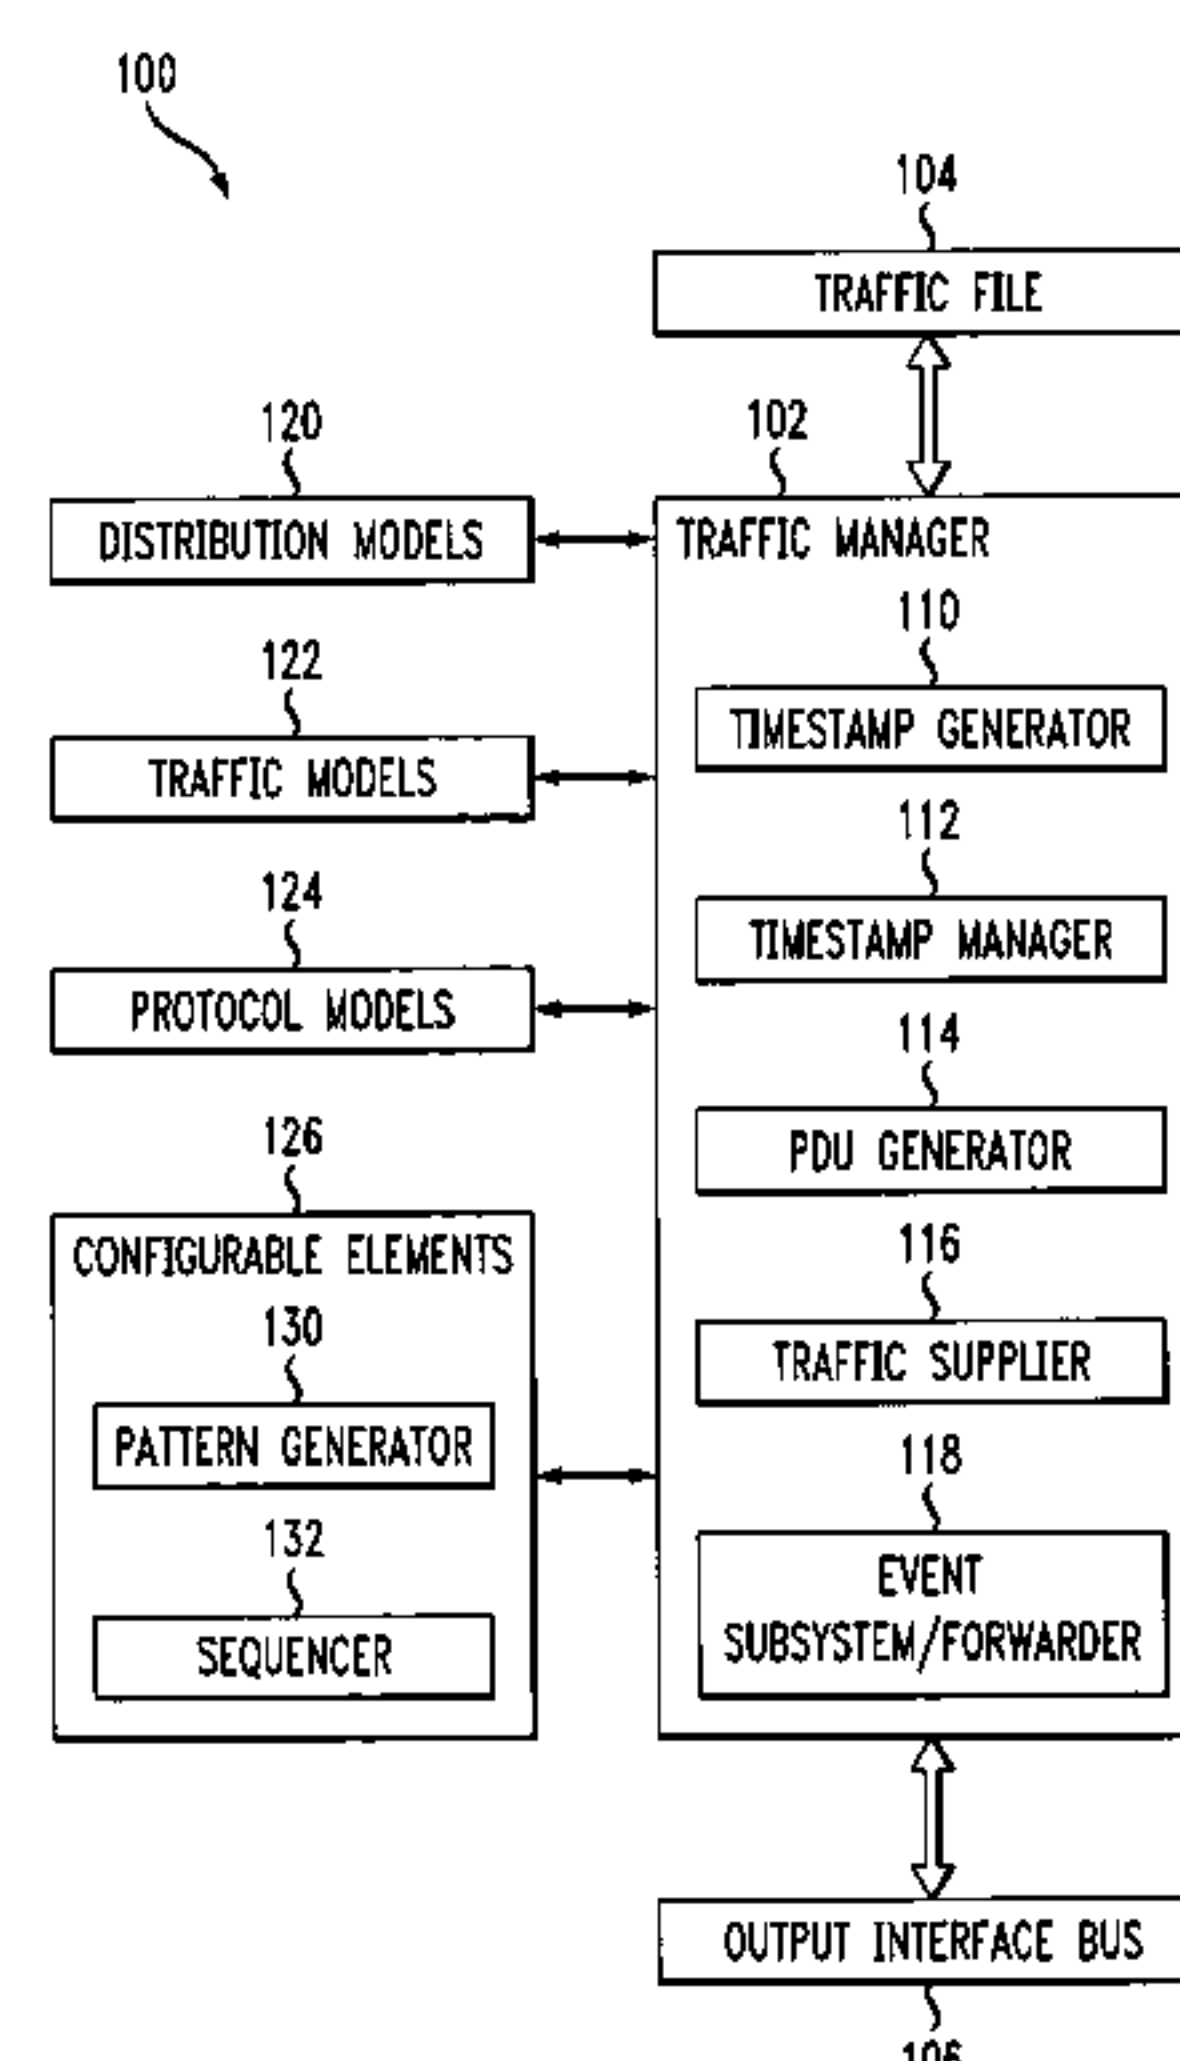 100
104
TRAFFIC FILE
120
102
DISTRIBUTION MODELS
TRAFFIC MANAGER
110
122
TIMESTAMP GENERATOR
TRAFFIC MODELS
112
124
TIMESTAMP MANAGER
PROTOCOL MODELS
114
126
PDU GENERATOR
CONFIGURABLE ELEMENTS
116
130
TRAFFIC SUPPLIER
PATTERN GENERATOR
118
132
EVENT
SUBSYSTEM/FORWARDER
SEQUENCER
OUTPUT INTERFACE BUS
106